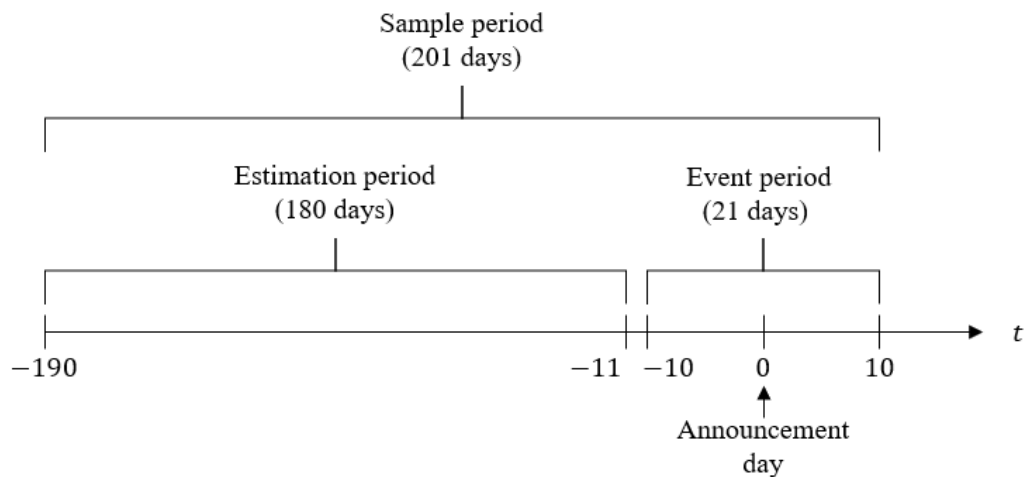 Sample period
(201 days)
Estimation period
(180 days)
Event period
(21 days)
t
−190
−11
−10
0
10
Announcement
day